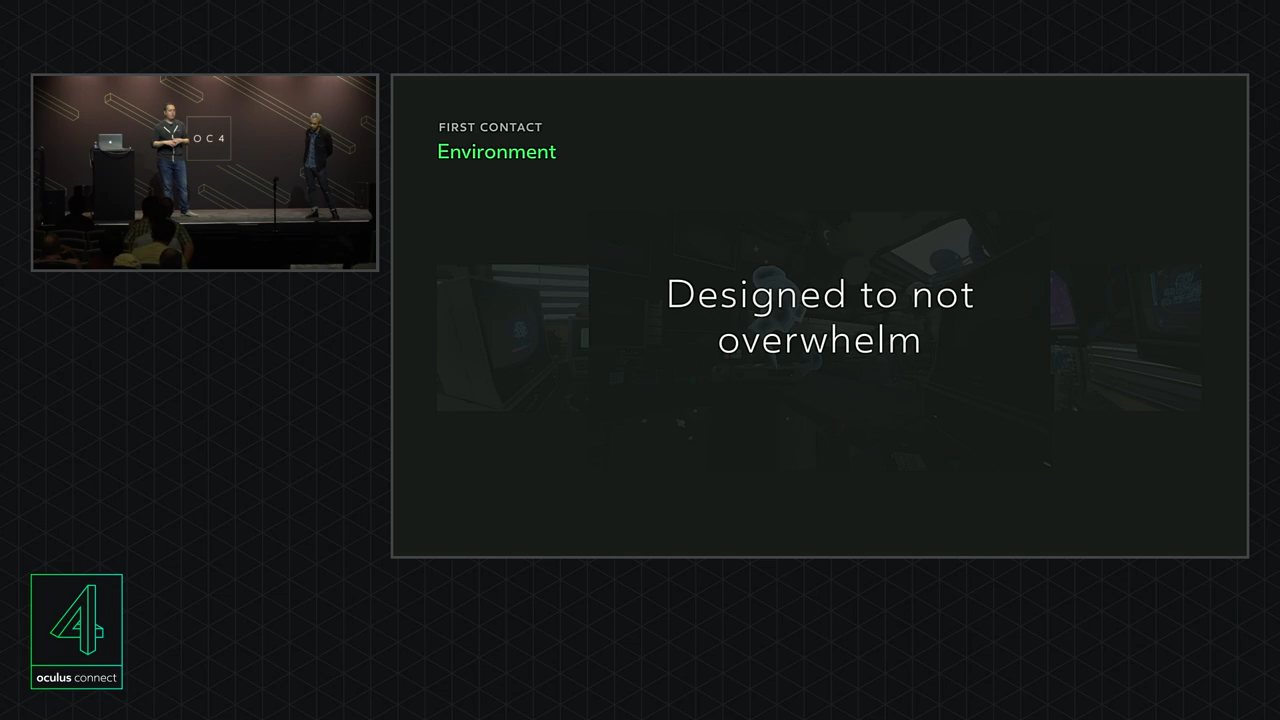 OC4
FIRST CONTACT
Environment
Designed to not
overwhelm
4
oculus connect